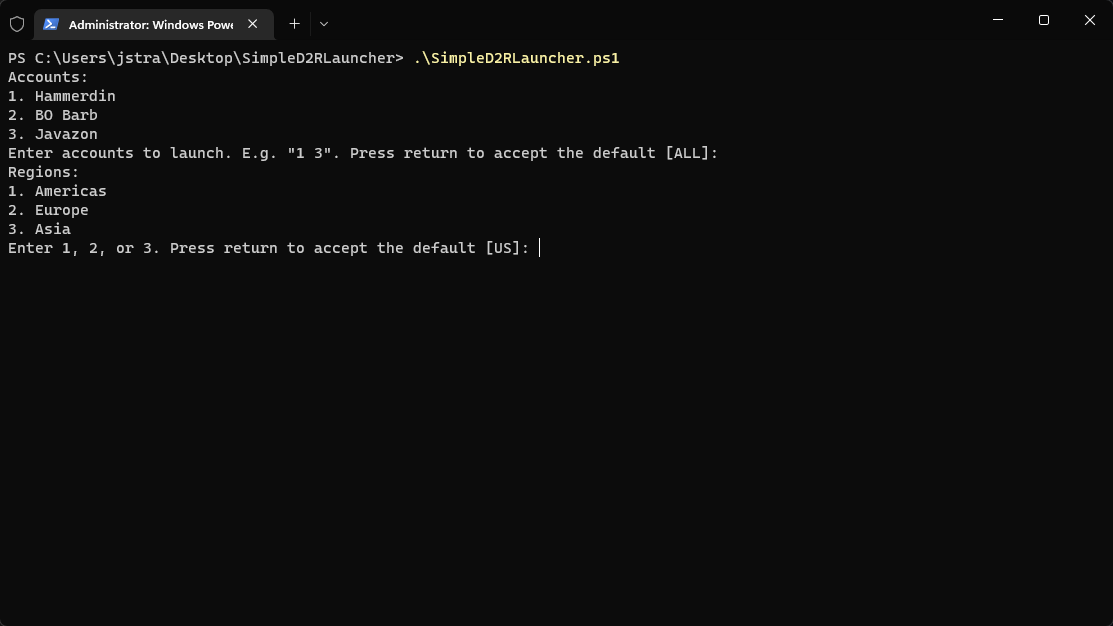 Administrator: Windows Powe
PS C:\Users\jstra\Desktop\SimpleD2RLauncher> .\SimpleD2RLauncher.ps1
Accounts:
1. Hammerdin
2. BO Barb
3. Javazon
Enter accounts to launch. E.g. "1 3". Press return to accept the default [ALL]:
Regions:
1. Americas
2. Europe
3. Asia
Enter 1, 2, or 3. Press return to accept the default [US]: